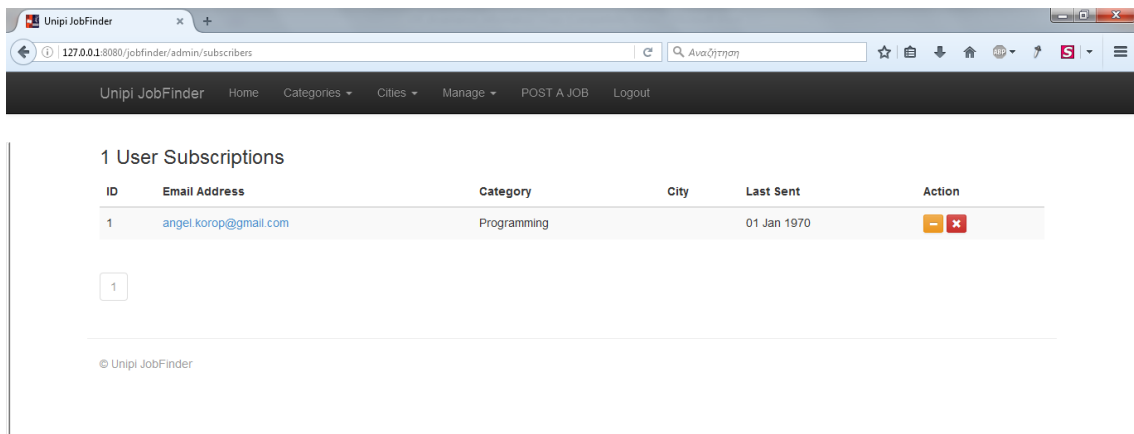 Unipi JobFinder
127.0.0.1:8080/jobfinder/admin/subscribers
Αναζήτηση
ABP
S
Unipi JobFinder Home Categories Cities Manage POST A JOB Logout
1 User Subscriptions
ID Email Address Category City Last Sent Action
1 angel.korop@gmail.com Programming 01 Jan 1970
1
© Unipi JobFinder